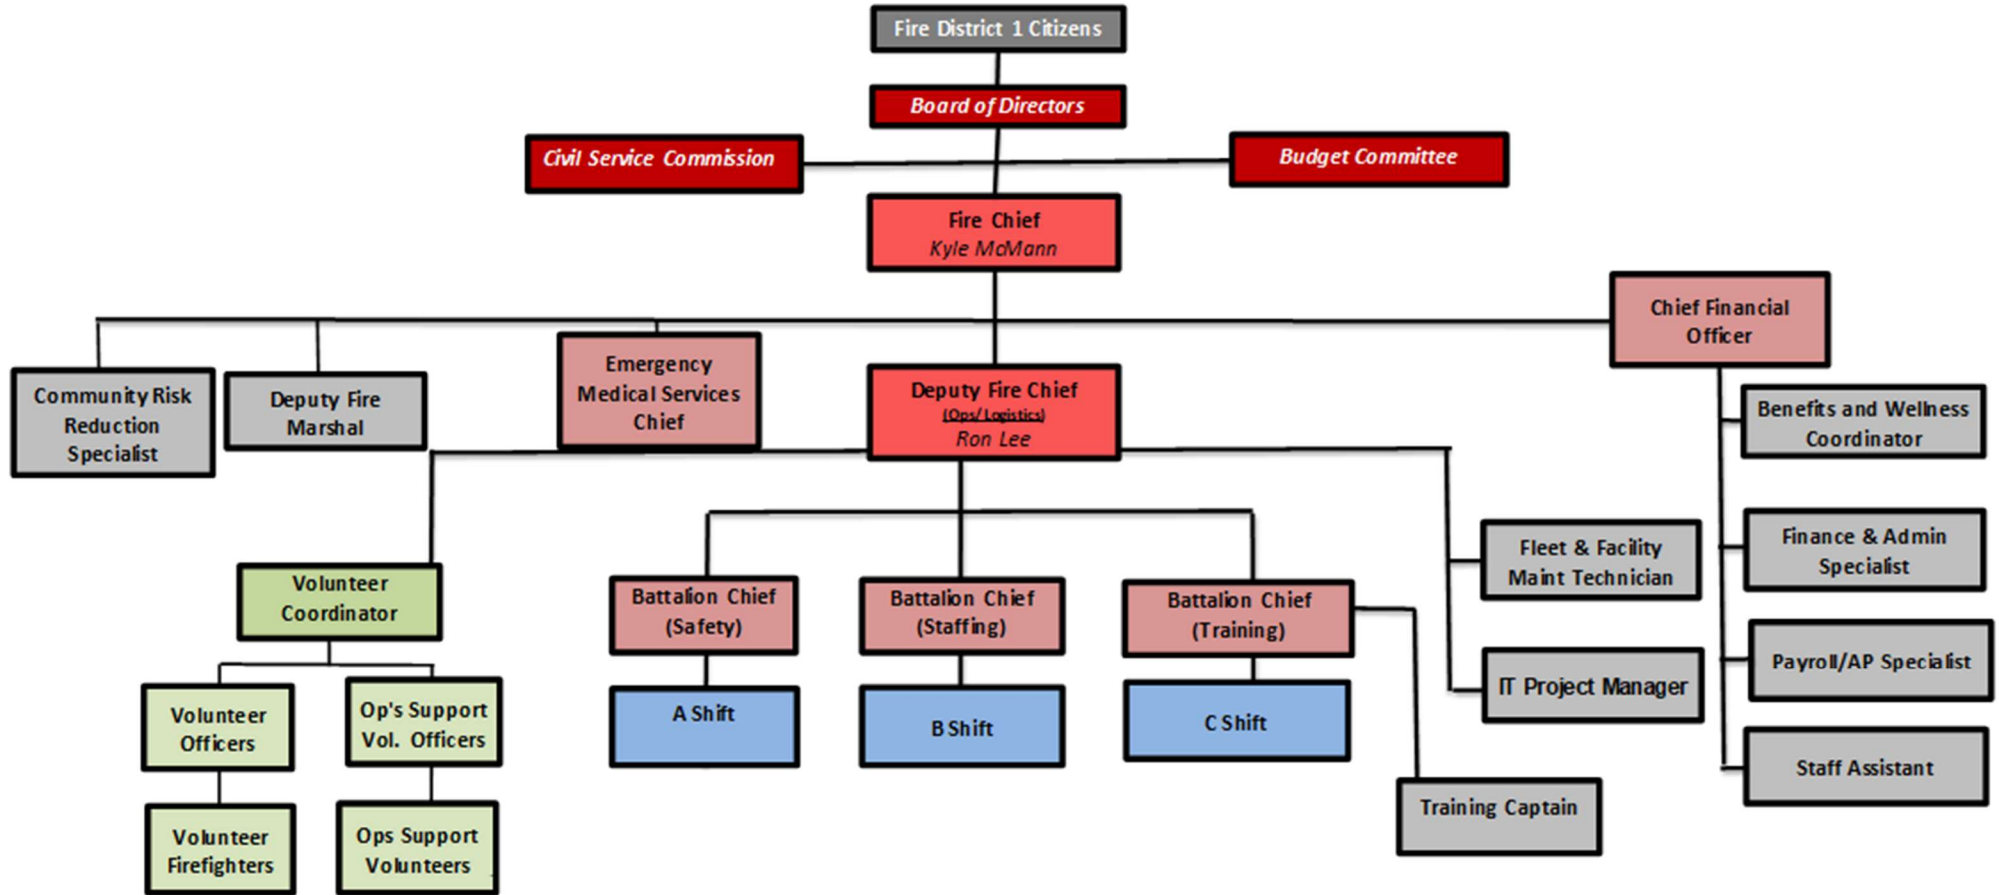 Fire District 1 Citizens
Board of Directors
Civil Service Commission
Budget Committee
Fire Chief
Kyle McMann
Chief Financial
Officer
Community Risk
Reduction
Specialist
Deputy Fire
Marshal
Emergency
Medical Services
Chief
Deputy Fire Chief
(Ops/Logistics)
Ron Lee
Benefits and Wellness
Coordinator
Finance & Admin
Specialist
Payroll/AP Specialist
Staff Assistant
Fleet & Facility
Maint Technician
IT Project Manager
Volunteer
Coordinator
Battalion Chief
(Safety)
Battalion Chief
(Staffing)
Battalion Chief
(Training)
Volunteer
Officers
Op's Support
Vol. Officers
A Shift
B Shift
C Shift
Training Captain
Volunteer
Firefighters
Ops Support
Volunteers